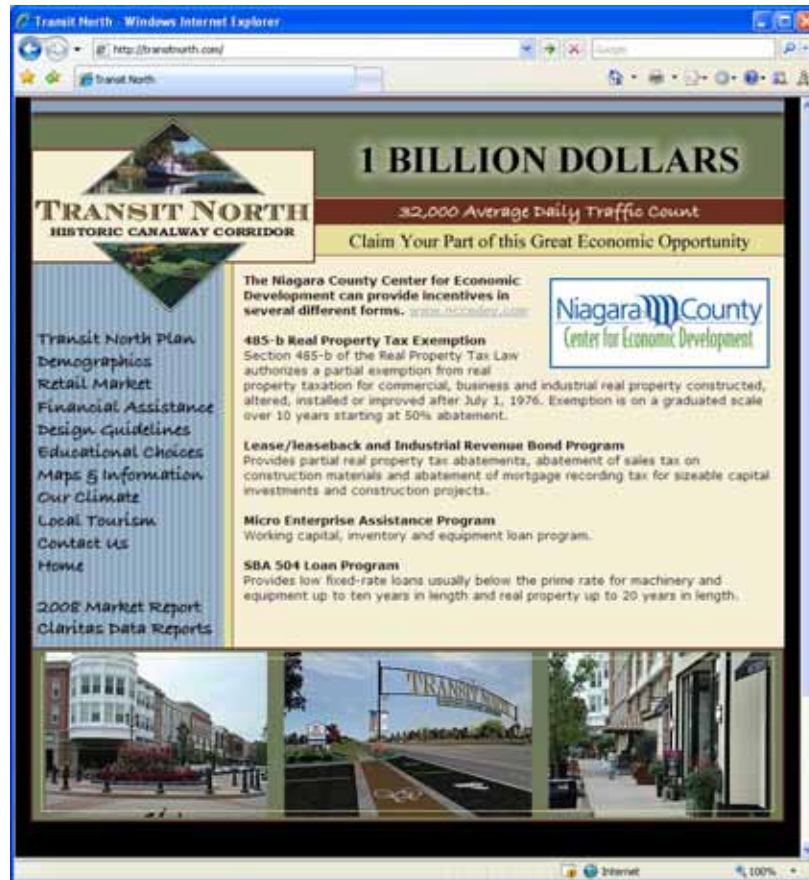 Transit North - Windows Internet Explorer
http://transitnorth.com/
Google
Transit North
1 BILLION DOLLARS
TRANSIT NORTH
HISTORIC CANALWAY CORRIDOR
32,000 Average Daily Traffic Count
Claim Your Part of this Great Economic Opportunity
Transit North Plan
Demographics
Retail Market
Financial Assistance
Design Guidelines
Educational Choices
Maps & Information
Our Climate
Local Tourism
Contact Us
Home
2008 Market Report
Claritas Data Reports
The Niagara County Center for Economic
Development can provide incentives in
several different forms. www.nccedev.com
Niagara County
Center for Economic Development
485-b Real Property Tax Exemption
Section 485-b of the Real Property Tax Law
authorizes a partial exemption from real
property taxation for commercial, business and industrial real property constructed,
altered, installed or improved after July 1, 1976. Exemption is on a graduated scale
over 10 years starting at 50% abatement.
Lease/leaseback and Industrial Revenue Bond Program
Provides partial real property tax abatements, abatement of sales tax on
construction materials and abatement of mortgage recording tax for sizeable capital
investments and construction projects.
Micro Enterprise Assistance Program
Working capital, inventory and equipment loan program.
SBA 504 Loan Program
Provides low fixed-rate loans usually below the prime rate for machinery and
equipment up to ten years in length and real property up to 20 years in length.
TRANSIT NORTH
Internet
100%